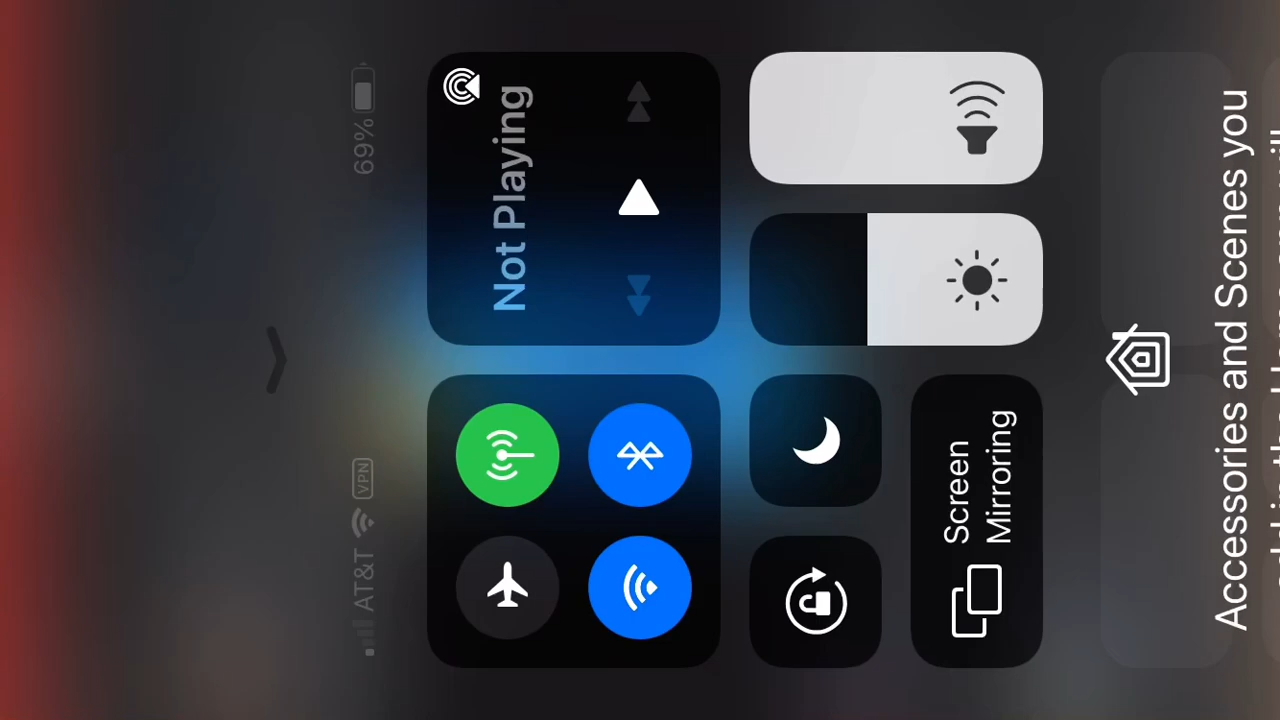 AT&T VPN 69%
Not Playing
Screen
Mirroring
Accessories and Scenes you